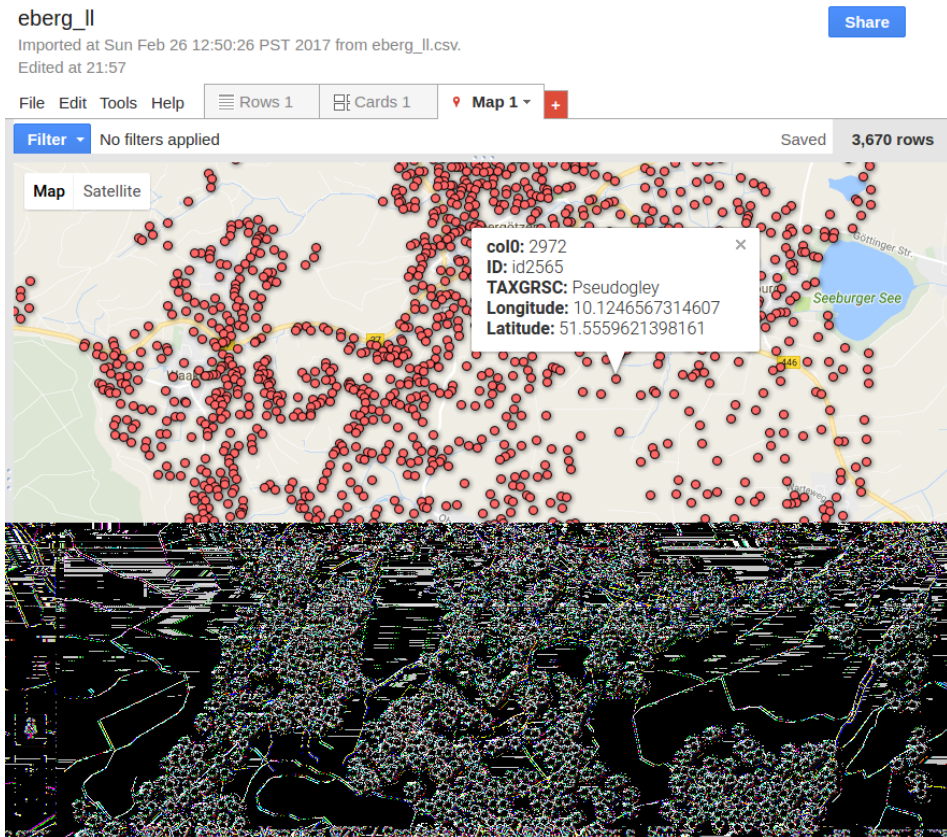 eberg_ll
Imported at Sun Feb 26 12:50:26 PST 2017 from eberg_ll.csv.
Edited at 21:57
Share
File Edit Tools Help
Rows 1
Cards 1
Map 1
+
Filter
No filters applied
Saved
3,670 rows
Map
Satellite
col0: 2972
ID: id2565
TAXGRSC: Pseudogley
Longitude: 10.1246567314607
Latitude: 51.5559621398161
Göttinger Str.
Seeburger See
27
446